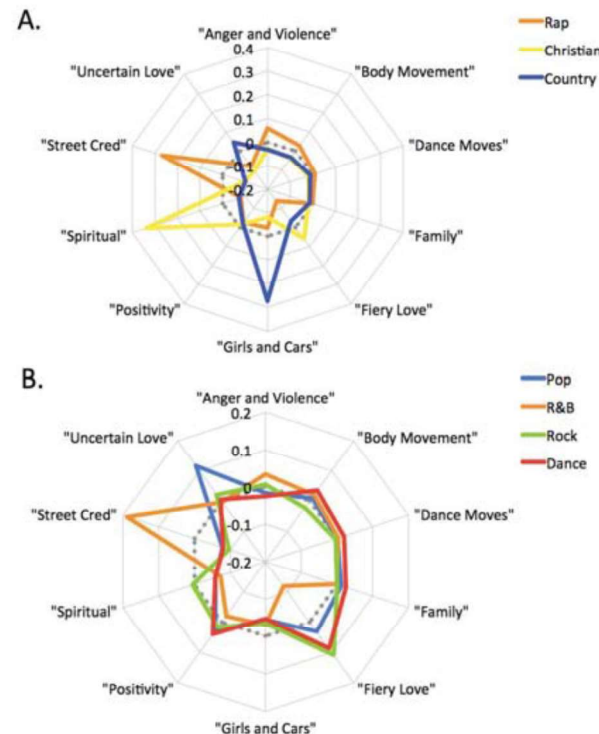 A.
"Anger and Violence"
Rap
Christian
Country
0.4
"Uncertain Love"
"Body Movement"
0.3
0.2
0.2
"Street Cred"
0.1
"Dance Moves"
0
-0.1
-0.2
"Spiritual"
"Family"
"Positivity"
"Fiery Love"
"Girls and Cars"
B.
Pop
R&B
Rock
Dance
"Anger and Violence"
0.2
"Uncertain Love"
"Body Movement"
0.1
0
"Street Cred"
"Dance Moves"
-0.1
-0.2
"Spiritual"
"Family"
"Positivity"
"Fiery Love"
"Girls and Cars"